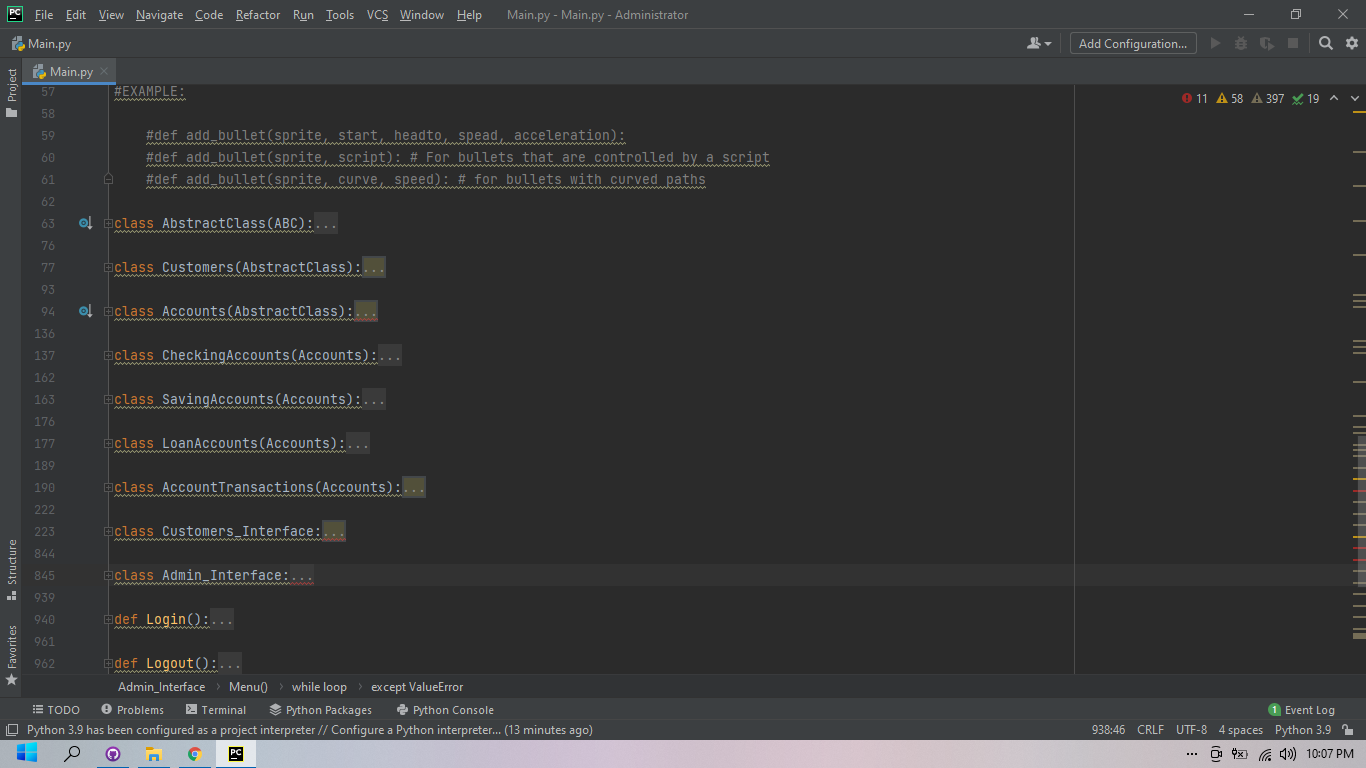 PC File Edit View Navigate Code Refactor Run Tools VCS Window Help Main.py - Main.py - Administrator
Main.py Add Configuration...
Project Main.py
57 #EXAMPLE: 11 58 397 19
58
59 #def add_bullet(sprite, start, headto, spead, acceleration):
60 #def add_bullet(sprite, script): # For bullets that are controlled by a script
61 #def add_bullet(sprite, curve, speed): # for bullets with curved paths
62
63 class AbstractClass(ABC):...
76
77 class Customers(AbstractClass):...
93
94 class Accounts(AbstractClass):...
136
137 class CheckingAccounts(Accounts):...
162
163 class SavingAccounts(Accounts):...
176
177 class LoanAccounts(Accounts):...
189
190 class AccountTransactions(Accounts):...
222
223 class Customers_Interface:...
844
845 class Admin_Interface:...
939
940 def Login():...
961
962 def Logout():...
Structure
Favorites
Admin_Interface › Menu() › while loop › except ValueError
TODO Problems Terminal Python Packages Python Console 1 Event Log
Python 3.9 has been configured as a project interpreter // Configure a Python interpreter... (13 minutes ago) 938:46 CRLF UTF-8 4 spaces Python 3.9
PC 10:07 PM